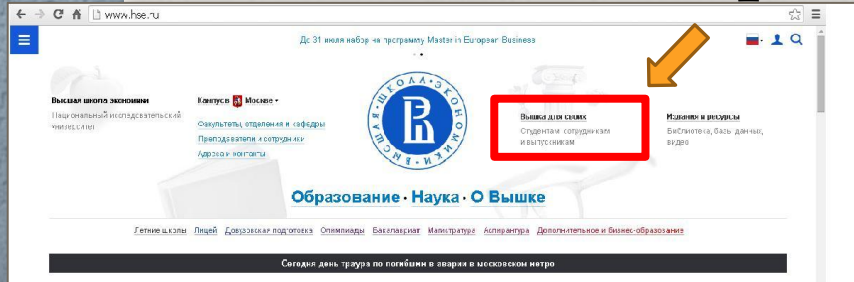 www.hse.ru
До 31 июля набор на программу Master in European Business
Высшая школа экономики
Национальный исследовательский
университет
Кампус в Москве
Факультеты, отделения и кафедры
Преподаватели и сотрудники
Адреса и контакты
ВЫСШАЯ ШКОЛА ЭКОНОМИКИ
Вышка для своих
Студентам, сотрудникам
и выпускникам
Издания и ресурсы
Библиотека, базы данных,
видео
Образование · Наука · О Вышке
Летние школы Лицей Довузовская подготовка Олимпиады Бакалавриат Магистратура Аспирантура Дополнительное и бизнес-образование
Сегодня день траура по погибшим в аварии в московском метро